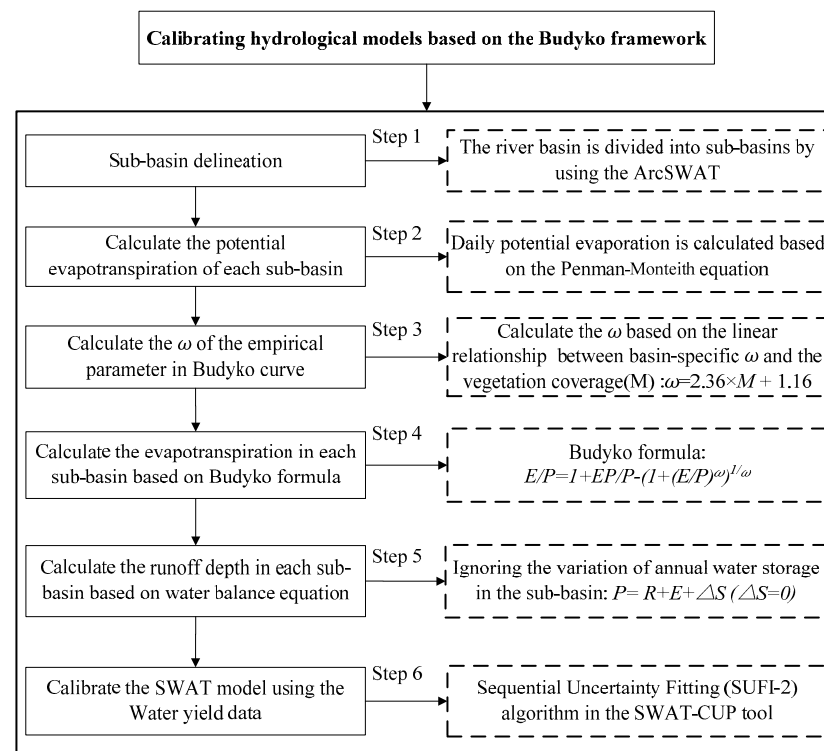 Calibrating hydrological models based on the Budyko framework
Sub-basin delineation
Step 1
The river basin is divided into sub-basins by
using the ArcSWAT
Calculate the potential
evapotranspiration of each sub-basin
Step 2
Daily potential evaporation is calculated based
on the Penman-Monteith equation
Calculate the ω of the empirical
parameter in Budyko curve
Step 3
Calculate the ω based on the linear
relationship between basin-specific ω and the
vegetation coverage(M) :ω=2.36×M + 1.16
Calculate the evapotranspiration in each
sub-basin based on Budyko formula
Step 4
Budyko formula:
E/P=1+EP/P-(1+(E/P)^ω)^1/ω
Calculate the runoff depth in each sub-
basin based on water balance equation
Step 5
Ignoring the variation of annual water storage
in the sub-basin: P= R+E+△S (△S=0)
Calibrate the SWAT model using the
Water yield data
Step 6
Sequential Uncertainty Fitting (SUFI-2)
algorithm in the SWAT-CUP tool